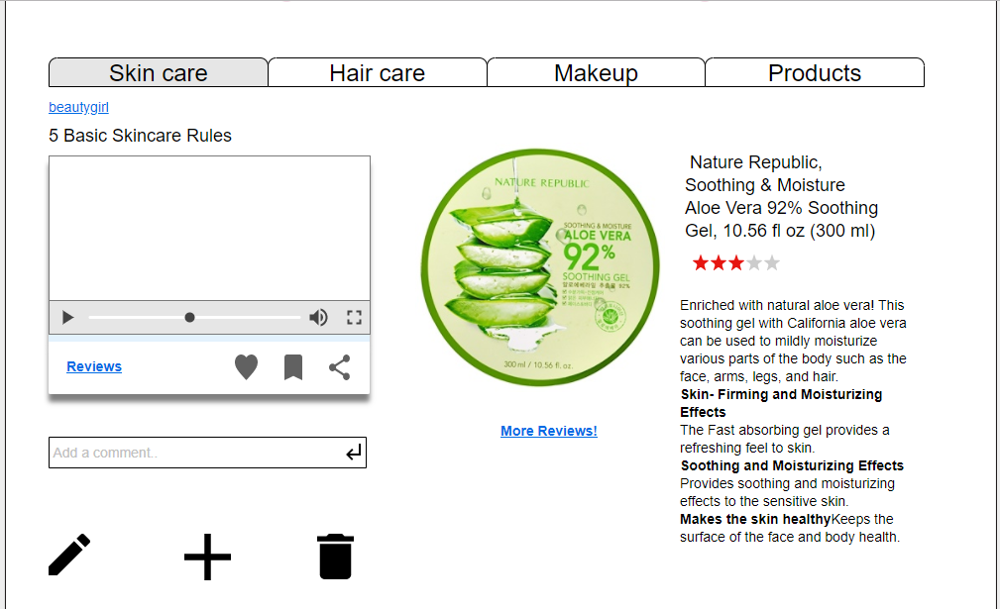 Skin care
Hair care
Makeup
Products
beautygirl
5 Basic Skincare Rules
Reviews
Add a comment..
NATURE REPUBLIC
SOOTHING & MOISTURE
ALOE VERA
92%
SOOTHING GEL
300 ml / 10.56 fl. oz.
More Reviews!
Nature Republic,
Soothing & Moisture
Aloe Vera 92% Soothing
Gel, 10.56 fl oz (300 ml)
Enriched with natural aloe vera! This
soothing gel with California aloe vera
can be used to mildly moisturize
various parts of the body such as the
face, arms, legs, and hair.
Skin- Firming and Moisturizing
Effects
The Fast absorbing gel provides a
refreshing feel to skin.
Soothing and Moisturizing Effects
Provides soothing and moisturizing
effects to the sensitive skin.
Makes the skin healthyKeeps the
surface of the face and body health.